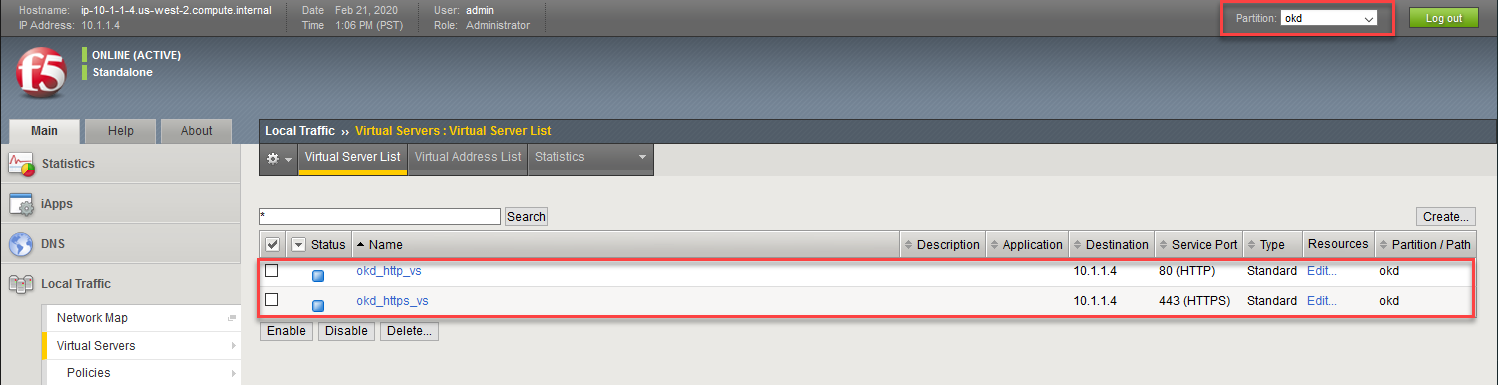 Hostname: ip-10-1-1-4.us-west-2.compute.internal Date Feb 21, 2020 User: admin Partition: okd Log out
IP Address: 10.1.1.4 Time 1:06 PM (PST) Role: Administrator
f5
ONLINE (ACTIVE)
Standalone
Main Help About
Local Traffic ›› Virtual Servers : Virtual Server List
Virtual Server List Virtual Address List Statistics
Statistics
iApps
DNS
Local Traffic
Network Map
Virtual Servers
Policies
* Search Create...
Status Name Description Application Destination Service Port Type Resources Partition / Path
okd_http_vs 10.1.1.4 80 (HTTP) Standard Edit... okd
okd_https_vs 10.1.1.4 443 (HTTPS) Standard Edit... okd
Enable Disable Delete...